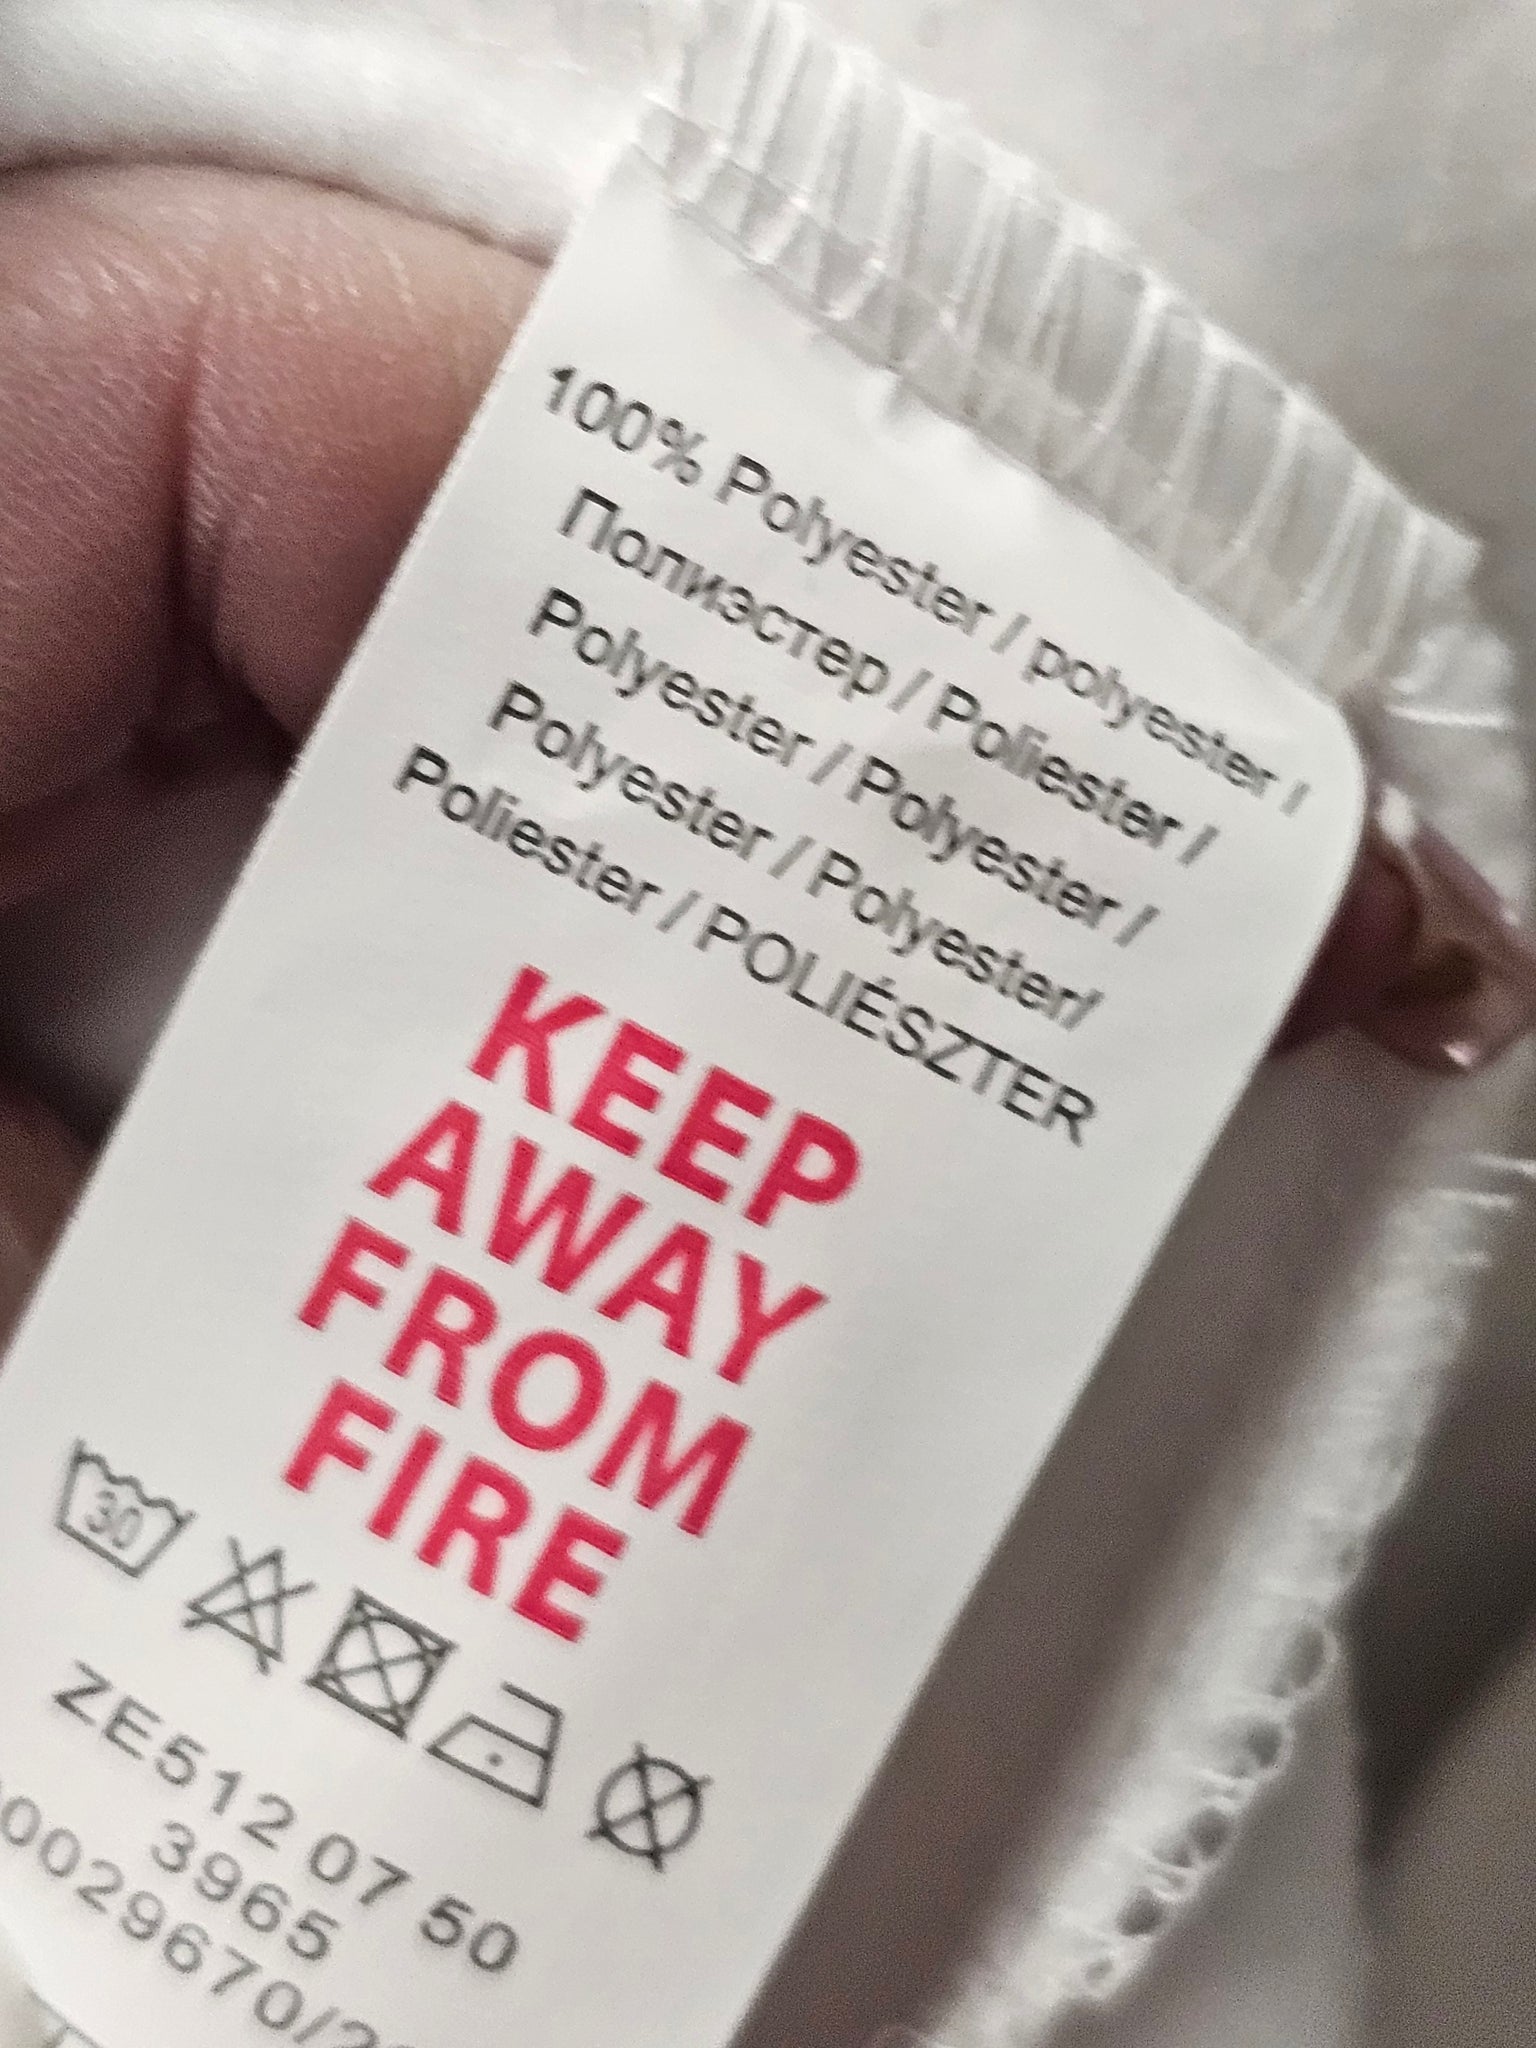 100% Polyester / polyester /
Полиэстер / Poliester /
Polyester / Polyester /
Polyester / Polyester/
Poliester / POLIÉSZTER
KEEP
AWAY
FROM
FIRE
30
ZE512 07 50
3965